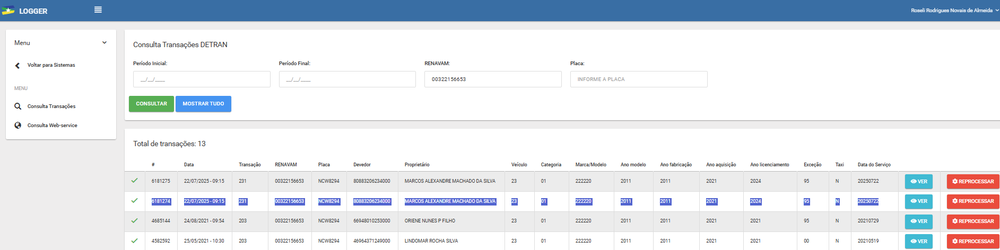 LOGGER
Roseli Rodrigues Novais de Almeida
Menu
Voltar para Sistemas
MENU
Consulta Transações
Consulta Web-service
Consulta Transações DETRAN
Período Inicial: Período Final: RENAVAM: Placa:
__/__/____ __/__/____ 00322156653 INFORME A PLACA
CONSULTAR MOSTRAR TUDO
Total de transações: 13
# Data Transação RENAVAM Placa Devedor Proprietário Veículo Categoria Marca/Modelo Ano modelo Ano fabricação Ano aquisição Ano licenciamento Exceção Taxi Data do Serviço
6181275 22/07/2025 - 09:15 231 00322156653 NCW8294 80883206234000 MARCOS ALEXANDRE MACHADO DA SILVA 23 01 222220 2011 2011 2021 2024 95 N 20250722 VER REPROCESSAR
6181274 22/07/2025 - 09:15 231 00322156653 NCW8294 80883206234000 MARCOS ALEXANDRE MACHADO DA SILVA 23 01 222220 2011 2011 2021 2024 95 N 20250722 VER REPROCESSAR
4685144 24/08/2021 - 09:54 203 00322156653 NCW8294 66948010253000 ORIENE NUNES P FILHO 23 01 222220 2011 2011 2021 2021 95 N 20210729 VER REPROCESSAR
4582592 25/05/2021 - 10:30 203 00322156653 NCW8294 46964371249000 LINDOMAR ROCHA SILVA 23 01 222220 2011 2011 2021 2021 00 N 20210519 VER REPROCESSAR